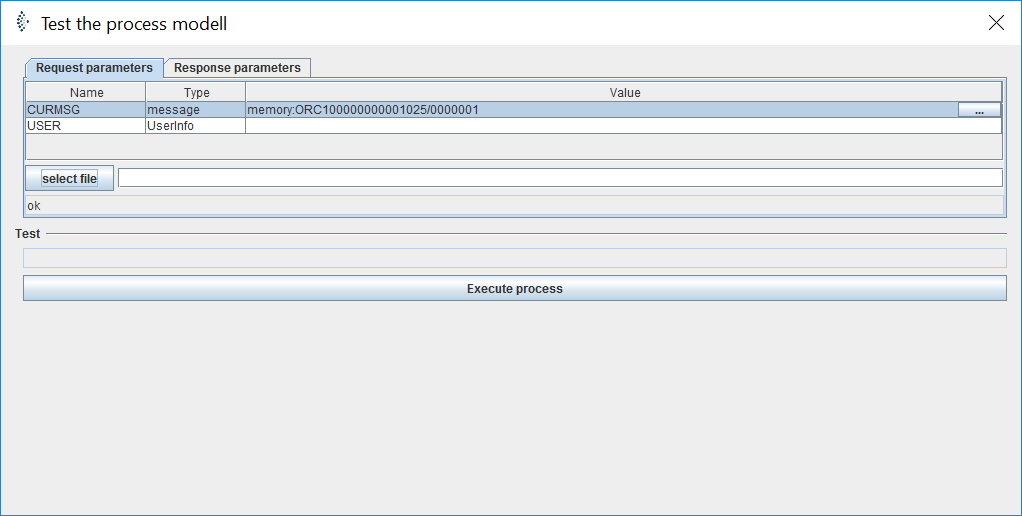 Test the process modell
Request parameters Response parameters
Name Type Value
CURMSG message memory:ORC100000000001025/0000001 ...
USER UserInfo
select file
ok
Test
Execute process